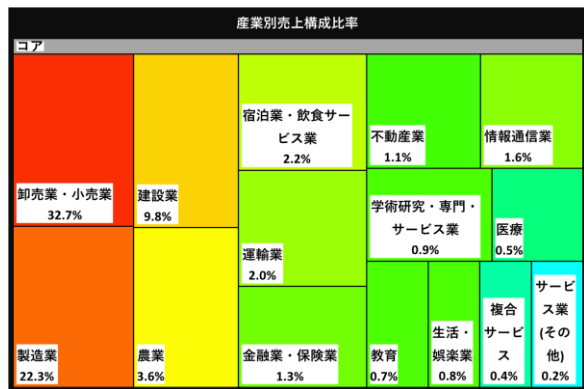 産業別売上構成比率
コア
卸売業・小売業
32.7%
製造業
22.3%
建設業
9.8%
農業
3.6%
宿泊業・飲食サー
ビス業
2.2%
運輸業
2.0%
金融業・保険業
1.3%
不動産業
1.1%
情報通信業
1.6%
学術研究・専門・
サービス業
0.9%
医療
0.5%
教育
0.7%
生活・
娯楽業
0.8%
複合
サービ
ス
0.4%
サービ
ス業
(その
他)
0.2%